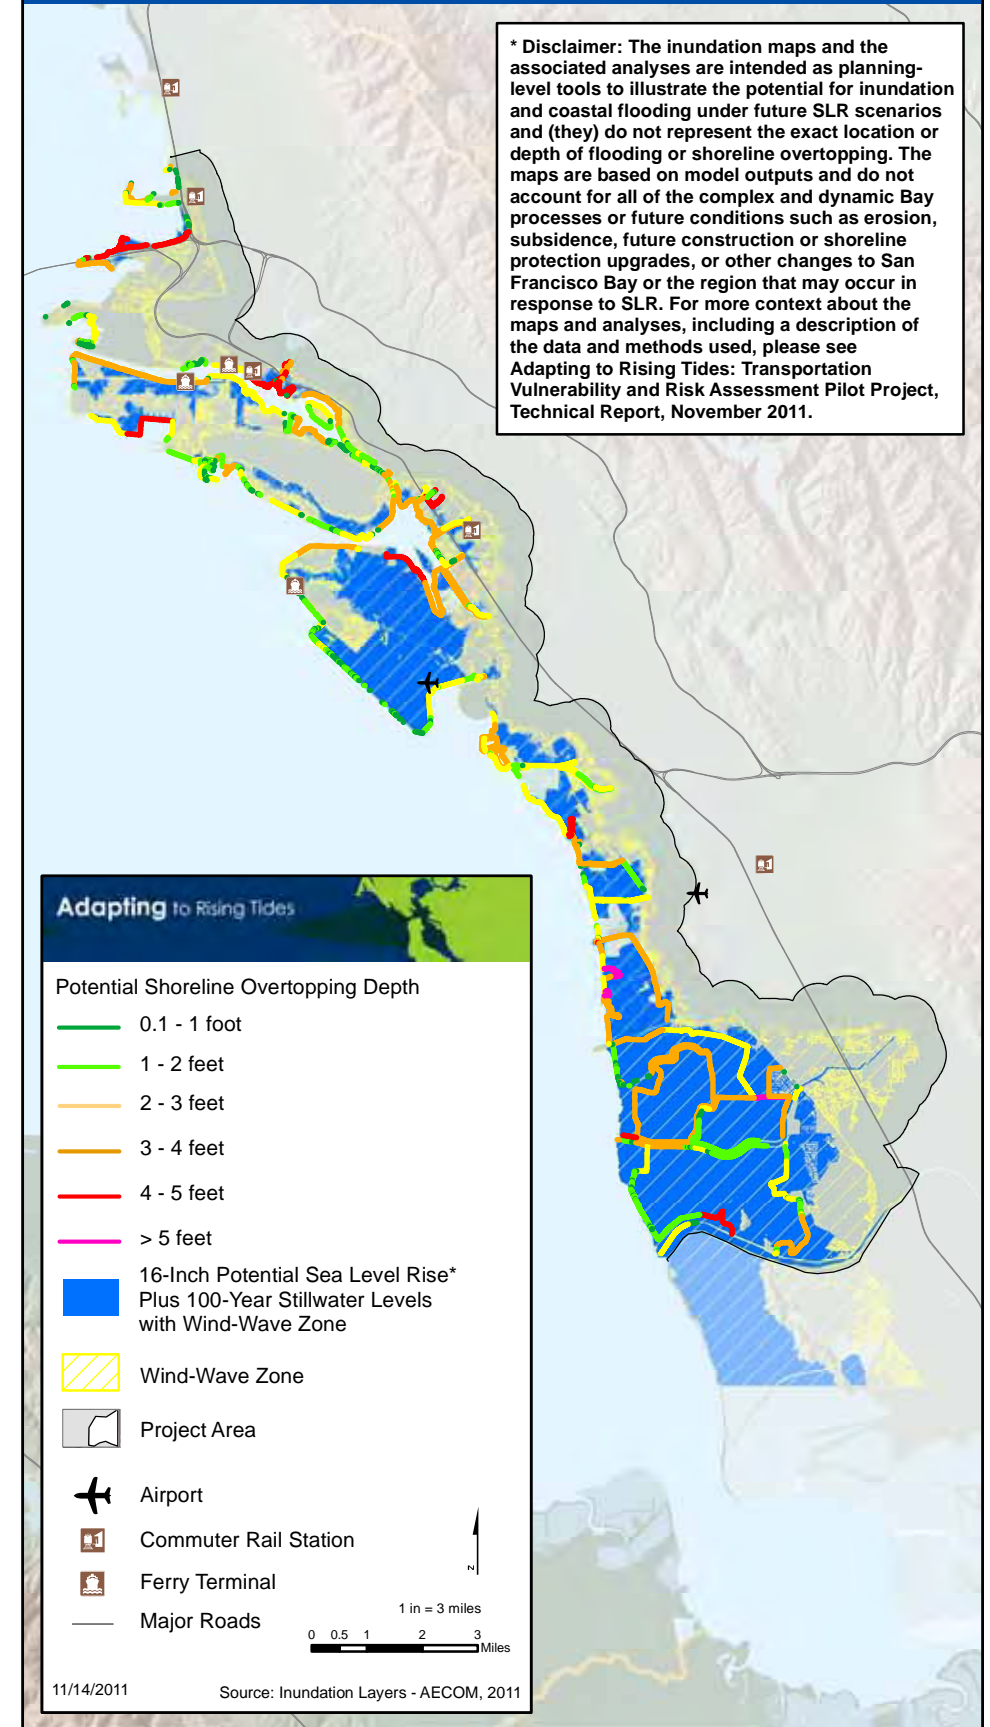 * Disclaimer: The inundation maps and the
associated analyses are intended as planning-
level tools to illustrate the potential for inundation
and coastal flooding under future SLR scenarios
and (they) do not represent the exact location or
depth of flooding or shoreline overtopping. The
maps are based on model outputs and do not
account for all of the complex and dynamic Bay
processes or future conditions such as erosion,
subsidence, future construction or shoreline
protection upgrades, or other changes to San
Francisco Bay or the region that may occur in
response to SLR. For more context about the
maps and analyses, including a description of
the data and methods used, please see
Adapting to Rising Tides: Transportation
Vulnerability and Risk Assessment Pilot Project,
Technical Report, November 2011.
Adapting to Rising Tides
Potential Shoreline Overtopping Depth
0.1 - 1 foot
1 - 2 feet
2 - 3 feet
3 - 4 feet
4 - 5 feet
> 5 feet
16-Inch Potential Sea Level Rise*
Plus 100-Year Stillwater Levels
with Wind-Wave Zone
Wind-Wave Zone
Project Area
Airport
Commuter Rail Station
Ferry Terminal
Major Roads
N
1 in = 3 miles
0 0.5 1 2 3
Miles
11/14/2011 Source: Inundation Layers - AECOM, 2011